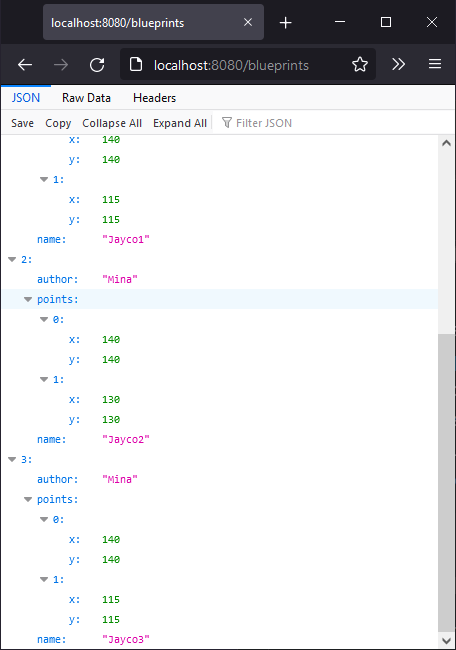 localhost:8080/blueprints
localhost:8080/blueprints
JSON Raw Data Headers
Save Copy Collapse All Expand All Filter JSON
x: 140
y: 140
1:
x: 115
y: 115
name: "Jayco1"
2:
author: "Mina"
points:
0:
x: 140
y: 140
1:
x: 130
y: 130
name: "Jayco2"
3:
author: "Mina"
points:
0:
x: 140
y: 140
1:
x: 115
y: 115
name: "Jayco3"